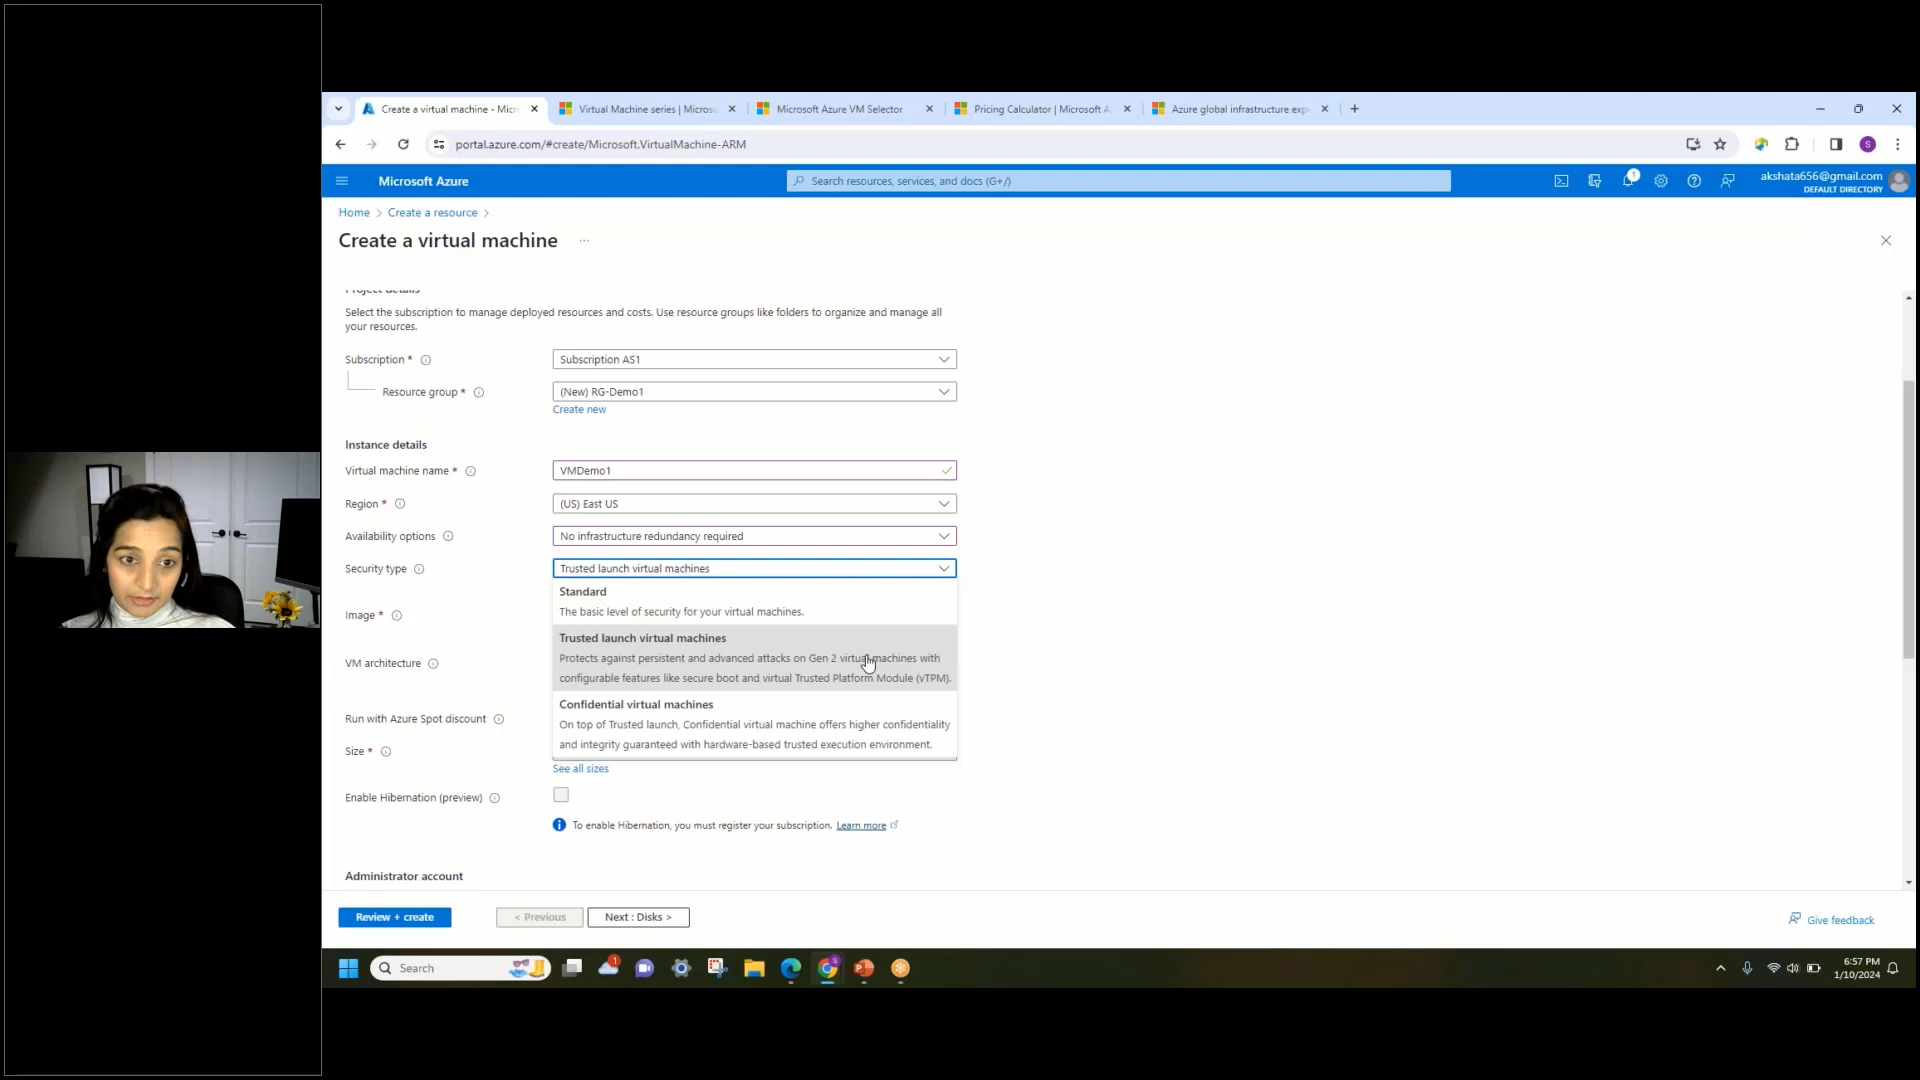 Create a virtual machine - Micro
Virtual Machine series | Microso
Microsoft Azure VM Selector
Pricing Calculator | Microsoft A
Azure global infrastructure exp
portal.azure.com/#create/Microsoft.VirtualMachine-ARM
S
Microsoft Azure
Search resources, services, and docs (G+/)
1
akshata656@gmail.com
DEFAULT DIRECTORY
Home > Create a resource >
Create a virtual machine ...
Project details
Select the subscription to manage deployed resources and costs. Use resource groups like folders to organize and manage all
your resources.
Subscription *
Subscription AS1
Resource group *
(New) RG-Demo1
Create new
Instance details
Virtual machine name *
VMDemo1
Region *
(US) East US
Availability options
No infrastructure redundancy required
Security type
Trusted launch virtual machines
Standard
The basic level of security for your virtual machines.
Image *
Trusted launch virtual machines
Protects against persistent and advanced attacks on Gen 2 virtual machines with
configurable features like secure boot and virtual Trusted Platform Module (vTPM).
VM architecture
Confidential virtual machines
On top of Trusted launch, Confidential virtual machine offers higher confidentiality
and integrity guaranteed with hardware-based trusted execution environment.
Run with Azure Spot discount
Size *
See all sizes
Enable Hibernation (preview)
To enable Hibernation, you must register your subscription. Learn more
Administrator account
Review + create
< Previous
Next : Disks >
Give feedback
Search
1
S
6:57 PM
1/10/2024